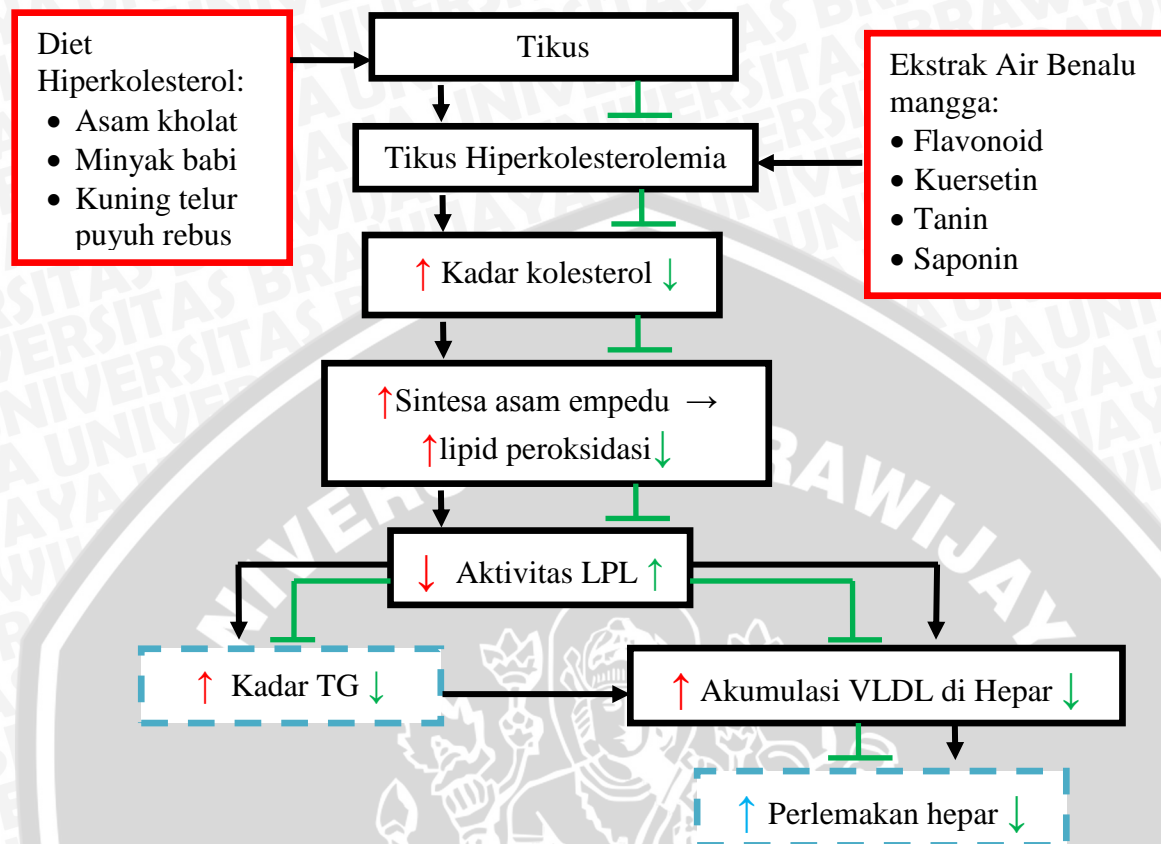 Diet
Hiperkolesterol:
• Asam kholat
• Minyak babi
• Kuning telur
puyuh rebus
Tikus
Ekstrak Air Benalu
mangga:
• Flavonoid
• Kuersetin
• Tanin
• Saponin
Tikus Hiperkolesterolemia
↑ Kadar kolesterol ↓
↑Sintesa asam empedu →
↑lipid peroksidasi↓
↓ Aktivitas LPL ↑
↑ Kadar TG ↓
↑ Akumulasi VLDL di Hepar ↓
↑ Perlemakan hepar ↓
UNIVERSITAS BRAWIJAYA